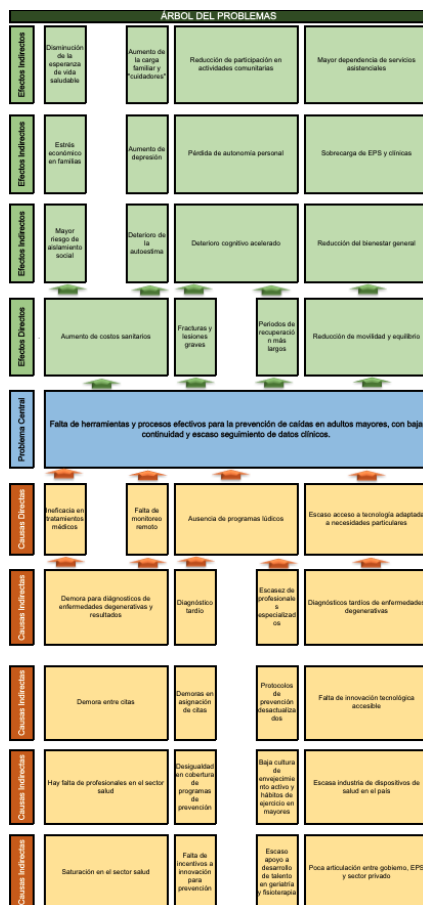 ÁRBOL DEL PROBLEMAS
Efectos Indirectos
Disminución
de la
esperanza
de vida
saludable
Aumento de
la carga
familiar y
"cuidadores"
Reducción de participación en
actividades comunitarias
Mayor dependencia de servicios
asistenciales
Efectos Indirectos
Estrés
económico
en familias
Aumento de
depresión
Pérdida de autonomía personal
Sobrecarga de EPS y clínicas
Efectos Indirectos
Mayor
riesgo de
aislamiento
social
Deterioro de
la
autoestima
Deterioro cognitivo acelerado
Reducción del bienestar general
Efectos Directos
Aumento de costos sanitarios
Fracturas y
lesiones
graves
Periodos de
recuperació
n más
largos
Reducción de movilidad y equilibrio
Problema Central
Falta de herramientas y procesos efectivos para la prevención de caídas en adultos mayores, con baja
continuidad y escaso seguimiento de datos clínicos.
Causas Directas
Ineficacia en
tratamientos
médicos
Falta de
monitoreo
remoto
Ausencia de programas lúdicos
Escaso acceso a tecnología adaptada
a necesidades particulares
Causas Indirectas
Demora para diágnosticos de
enfermedades degenerativas y
resultados
Diagnóstico
tardío
Escasez de
profesionale
s
especializad
os
Diagnósticos tardíos de enfermedades
degenerativas
Causas Indirectas
Demora entre citas
Demoras en
asignación
de citas
Protocolos
de
prevención
desactualiza
dos
Falta de innovación tecnológica
accesible
Causas Indirectas
Hay falta de profesionales en el sector
salud
Desigualdad
en cobertura
de
programas
de
prevención
Baja cultura
de
envejecimie
nto activo y
hábitos de
ejercicio en
mayores
Escasa industria de dispositivos de
salud en el país
Causas Indirectas
Saturación en el sector salud
Falta de
incentivos a
innovación
para
prevención
Escaso
apoyo a
desarrollo
de talento
en geriatría
y fisioterapia
Poca articulación entre gobierno, EPS
y sector privado